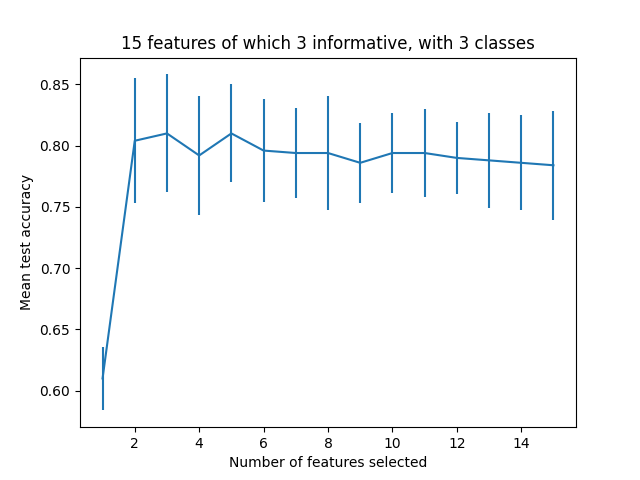 15 features of which 3 informative, with 3 classes
0.85
0.80
0.75
0.70
0.65
0.60
Mean test accuracy
2 4 6 8 10 12 14
Number of features selected